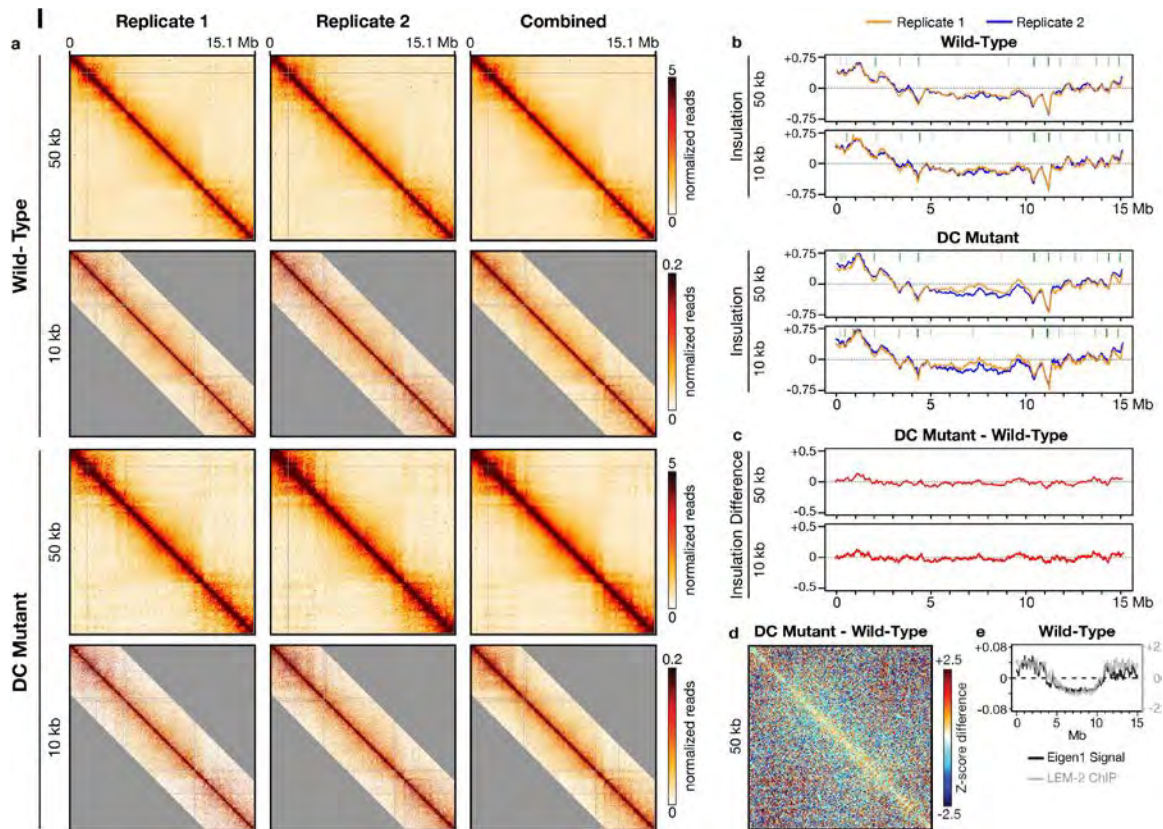 I
Replicate 1
Replicate 2
Combined
a
0
15.1 Mb
0
15.1 Mb
0
15.1 Mb
Wild- Type
50 kb
5
normalized reads
0
10 kb
0.2
normalized reads
0
DC Mutant
50 kb
5
normalized reads
0
10 kb
0.2
normalized reads
0
Replicate 1
Replicate 2
b
Wild-Type
Insulation
50 kb
+0.75
0
-0.75
10 kb
+0.75
0
-0.75
0 5 10 15 Mb
DC Mutant
Insulation
50 kb
+0.75
0
-0.75
10 kb
+0.75
0
-0.75
0 5 10 15 Mb
c
DC Mutant - Wild-Type
Insulation Difference
50 kb
+0.5
0
-0.5
10 kb
+0.5
0
-0.5
0 5 10 15 Mb
d
DC Mutant - Wild-Type
50 kb
+2.5
Z-score difference
-2.5
e
Wild-Type
+0.08
0
-0.08
+2
0
-2
0 5 10 15
Mb
Eigen1 Signal
LEM-2 ChIP